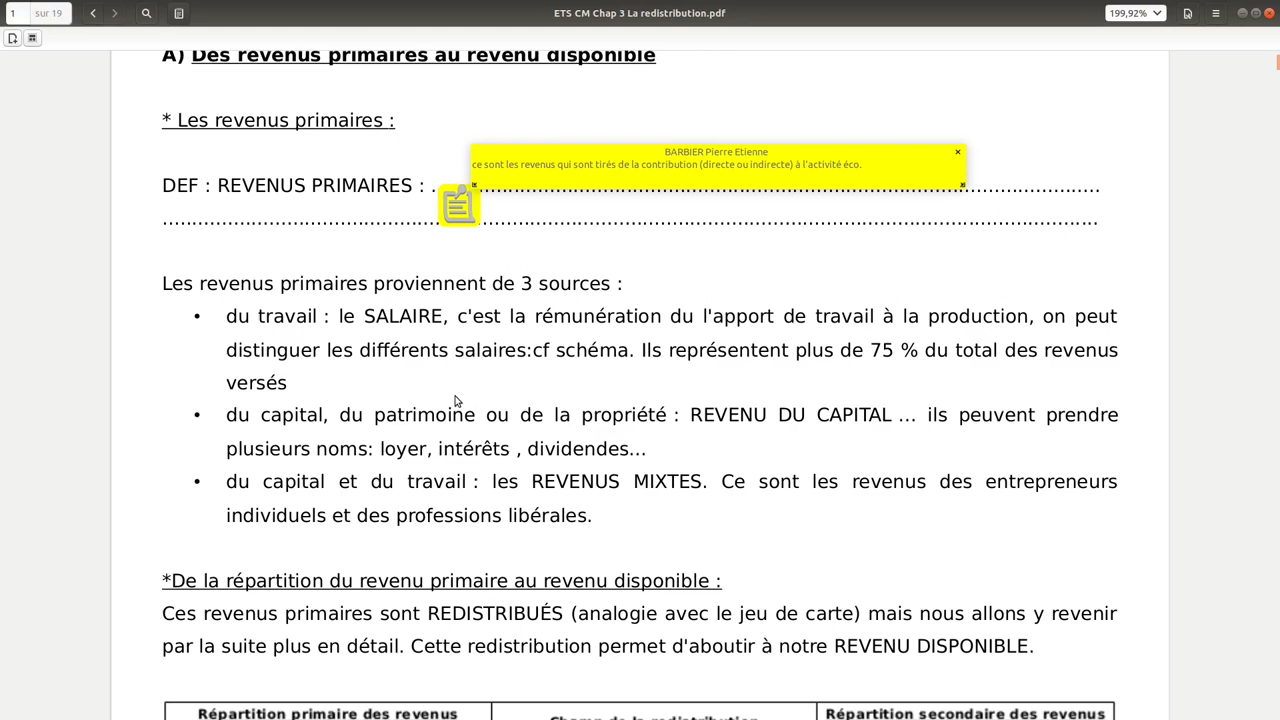 1 sur 19
ETS CM Chap 3 La redistribution.pdf
199,92%
A) Des revenus primaires au revenu disponible
* Les revenus primaires :
BARBIER Pierre Etienne
ce sont les revenus qui sont tirés de la contribution (directe ou indirecte) à l'activité éco.
DEF : REVENUS PRIMAIRES : ...............................................................................................
......................................................................................................................................................
Les revenus primaires proviennent de 3 sources :
• du travail : le SALAIRE, c'est la rémunération du l'apport de travail à la production, on peut
distinguer les différents salaires:cf schéma. Ils représentent plus de 75 % du total des revenus
versés
• du capital, du patrimoine ou de la propriété : REVENU DU CAPITAL ... ils peuvent prendre
plusieurs noms: loyer, intérêts , dividendes...
• du capital et du travail : les REVENUS MIXTES. Ce sont les revenus des entrepreneurs
individuels et des professions libérales.
*De la répartition du revenu primaire au revenu disponible :
Ces revenus primaires sont REDISTRIBUÉS (analogie avec le jeu de carte) mais nous allons y revenir
par la suite plus en détail. Cette redistribution permet d'aboutir à notre REVENU DISPONIBLE.
Répartition primaire des revenus
Champ de la redistribution
Répartition secondaire des revenus